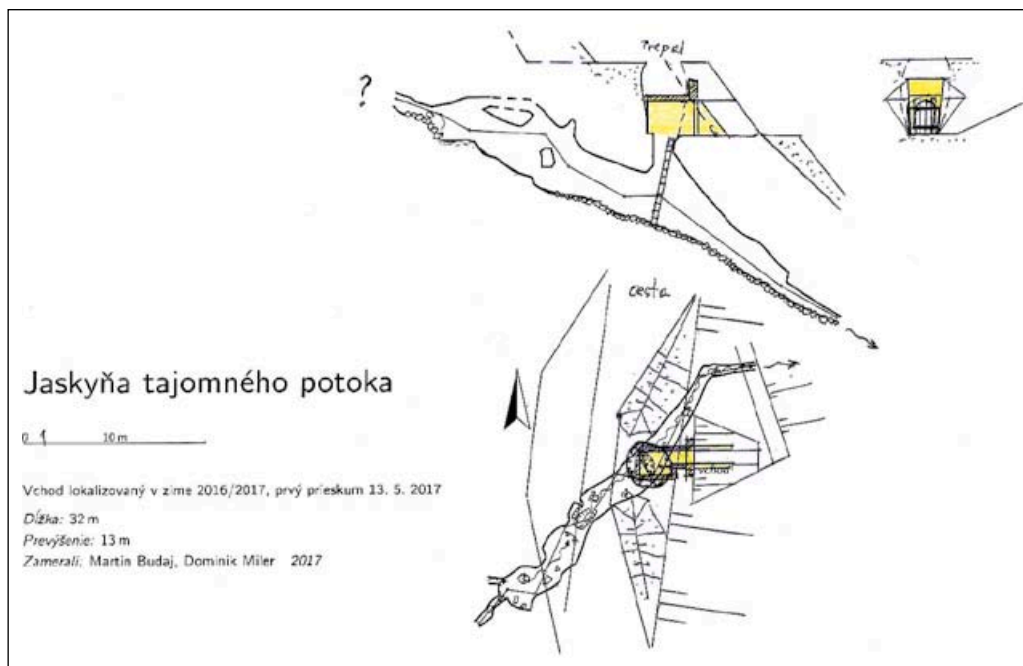 Prepal
?
cesta
Jaskyňa tajomného potoka
vchod
0 1 10 m
Vchod lokalizovaný v zime 2016/2017, prvý prieskum 13. 5. 2017
Dĺžka: 32 m
Prevýšenie: 13 m
Zamerali: Martin Budaj, Dominik Miler 2017